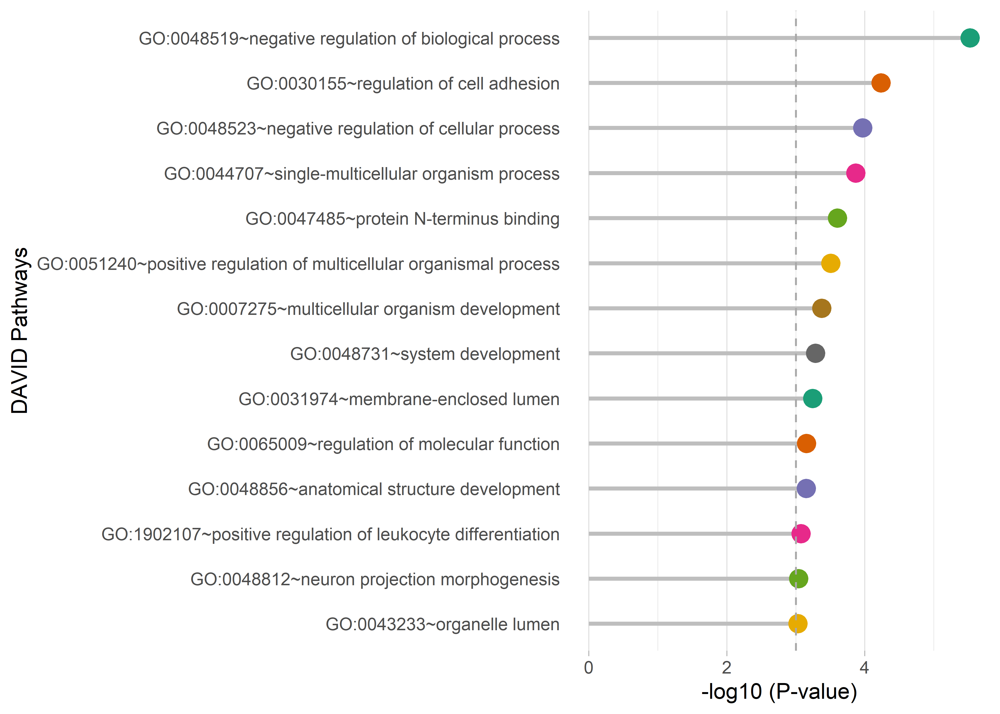 GO:0048519~negative regulation of biological process
GO:0030155~regulation of cell adhesion
GO:0048523~negative regulation of cellular process
GO:0044707~single-multicellular organism process
GO:0047485~protein N-terminus binding
GO:0051240~positive regulation of multicellular organismal process
GO:0007275~multicellular organism development
GO:0048731~system development
GO:0031974~membrane-enclosed lumen
GO:0065009~regulation of molecular function
GO:0048856~anatomical structure development
GO:1902107~positive regulation of leukocyte differentiation
GO:0048812~neuron projection morphogenesis
GO:0043233~organelle lumen
DAVID Pathways
0 2 4
-log10 (P-value)